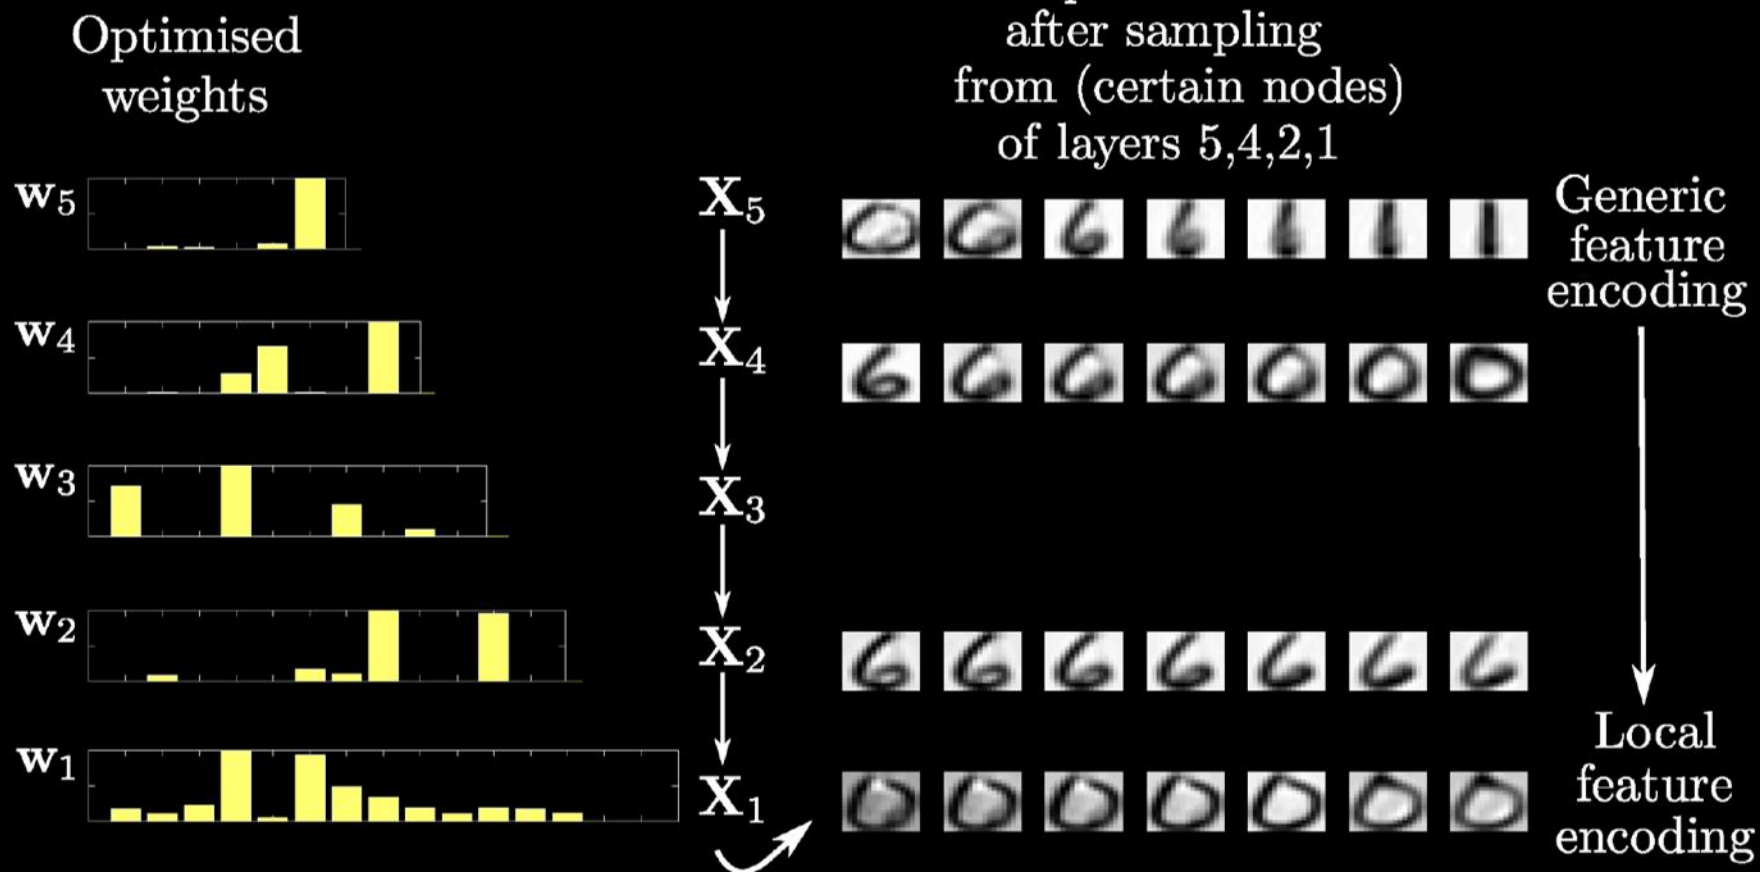 Optimised
weights
after sampling
from (certain nodes)
of layers 5,4,2,1
w₅
X₅
Generic
feature
encoding
w₄
X₄
w₃
X₃
w₂
X₂
w₁
X₁
Local
feature
encoding